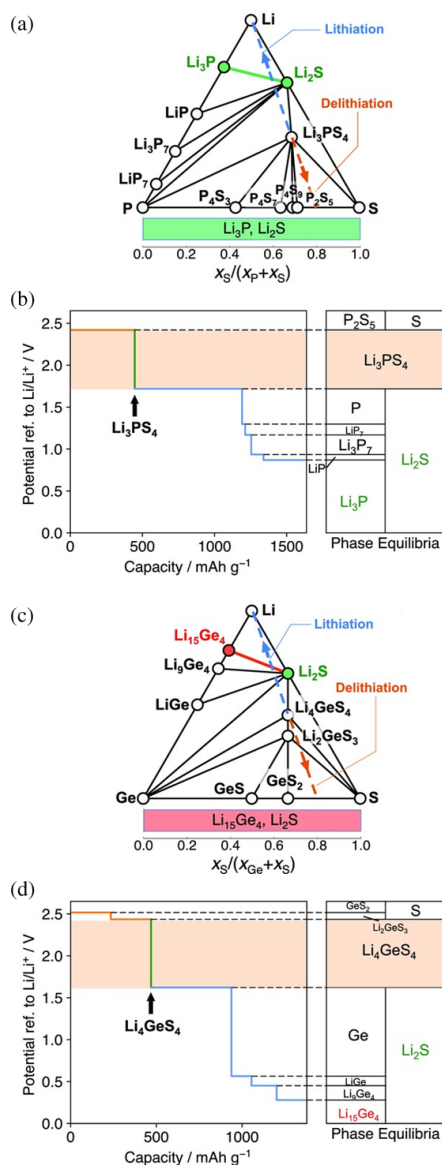 (a)
Li
Lithiation
Li₃P
Li₂S
LiP
Delithiation
Li₃P₇
Li₃PS₄
LiP₇
P₄S₃
P₄S₇
P₄S₉
P₂S₅
P
S
Li₃P, Li₂S
0.0 0.2 0.4 0.6 0.8 1.0
xS/(xP+xS)
(b)
Potential ref. to Li/Li⁺ / V
2.5
2.0
1.5
1.0
0.5
0.0
Li₃PS₄
0 500 1000 1500
Capacity / mAh g⁻¹
P₂S₅ S
Li₃PS₄
P
LiP₇
Li₃P₇
LiP
Li₂S
Li₃P
Phase Equilibria
(c)
Li
Lithiation
Li₁₅Ge₄
Li₉Ge₄
Li₂S
LiGe
Delithiation
Li₄GeS₄
Li₂GeS₃
GeS
GeS₂
Ge
S
Li₁₅Ge₄, Li₂S
0.0 0.2 0.4 0.6 0.8 1.0
xS/(xGe+xS)
(d)
Potential ref. to Li/Li⁺ / V
2.5
2.0
1.5
1.0
0.5
0.0
Li₄GeS₄
0 500 1000
Capacity / mAh g⁻¹
GeS₂ S
Li₂GeS₃
Li₄GeS₄
Ge
Li₂S
LiGe
Li₉Ge₄
Li₁₅Ge₄
Phase Equilibria